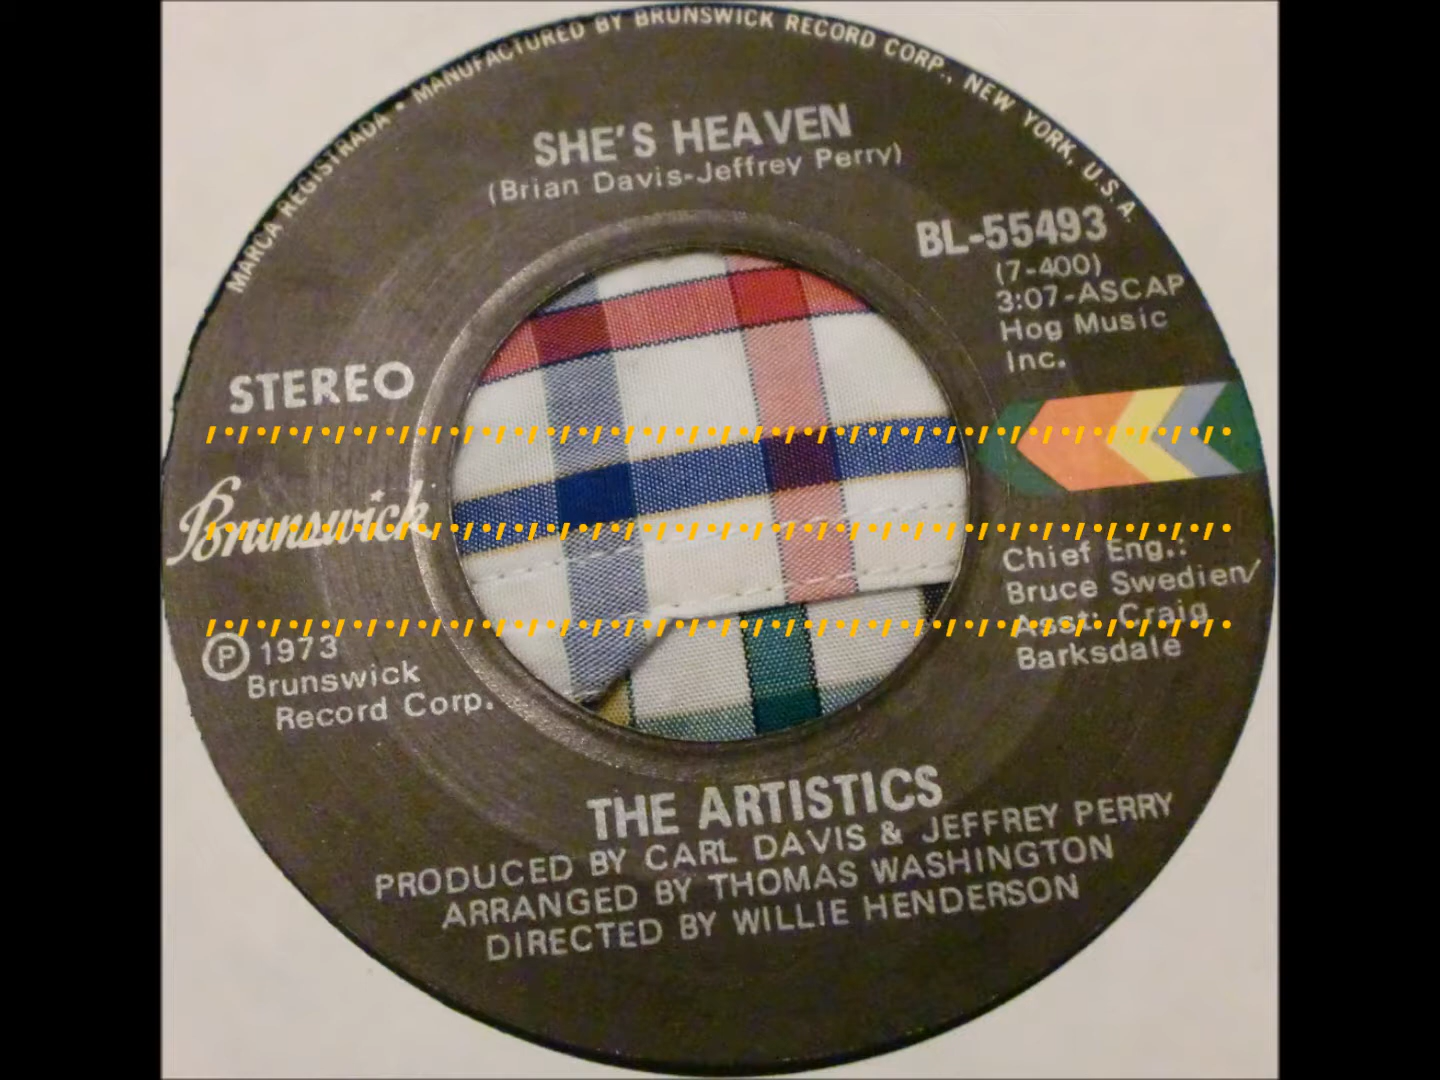 MARCA REGISTRADA • MANUFACTURED BY BRUNSWICK RECORD CORP., NEW YORK, U.S.A.
SHE'S HEAVEN
(Brian Davis-Jeffrey Perry)
BL-55493
(7-400)
3:07-ASCAP
Hog Music
Inc.
STEREO
Brunswick
Chief Eng.:
Bruce Swedien/
Asst: Craig
Barksdale
Ⓟ 1973
Brunswick
Record Corp.
THE ARTISTICS
PRODUCED BY CARL DAVIS & JEFFREY PERRY
ARRANGED BY THOMAS WASHINGTON
DIRECTED BY WILLIE HENDERSON